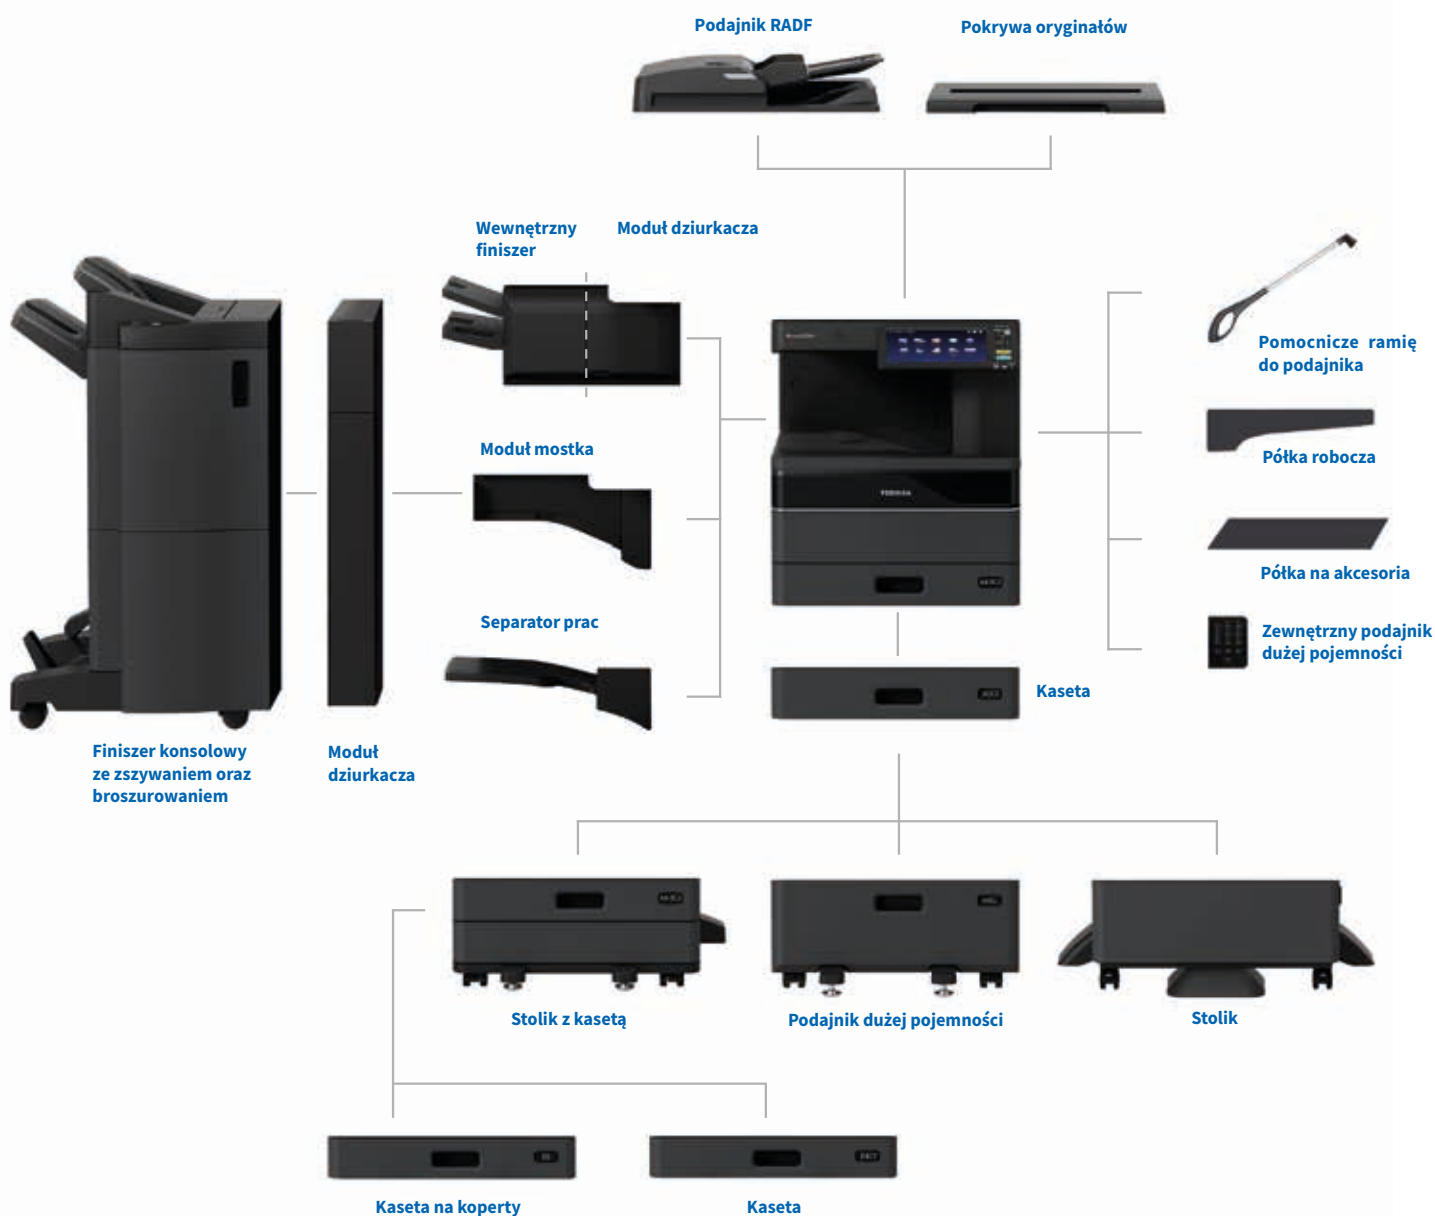 Podajnik RADF
Pokrywa oryginałów
Wewnętrzny
finiszer
Moduł dziurkacza
Pomocnicze ramię
do podajnika
Moduł mostka
Półka robocza
TOSHIBA
Półka na akcesoria
Separator prac
Zewnętrzny podajnik
dużej pojemności
Kaseta
Finiszer konsolowy
ze zszywaniem oraz
broszurowaniem
Moduł
dziurkacza
Stolik z kasetą
Podajnik dużej pojemności
Stolik
Kaseta na koperty
Kaseta